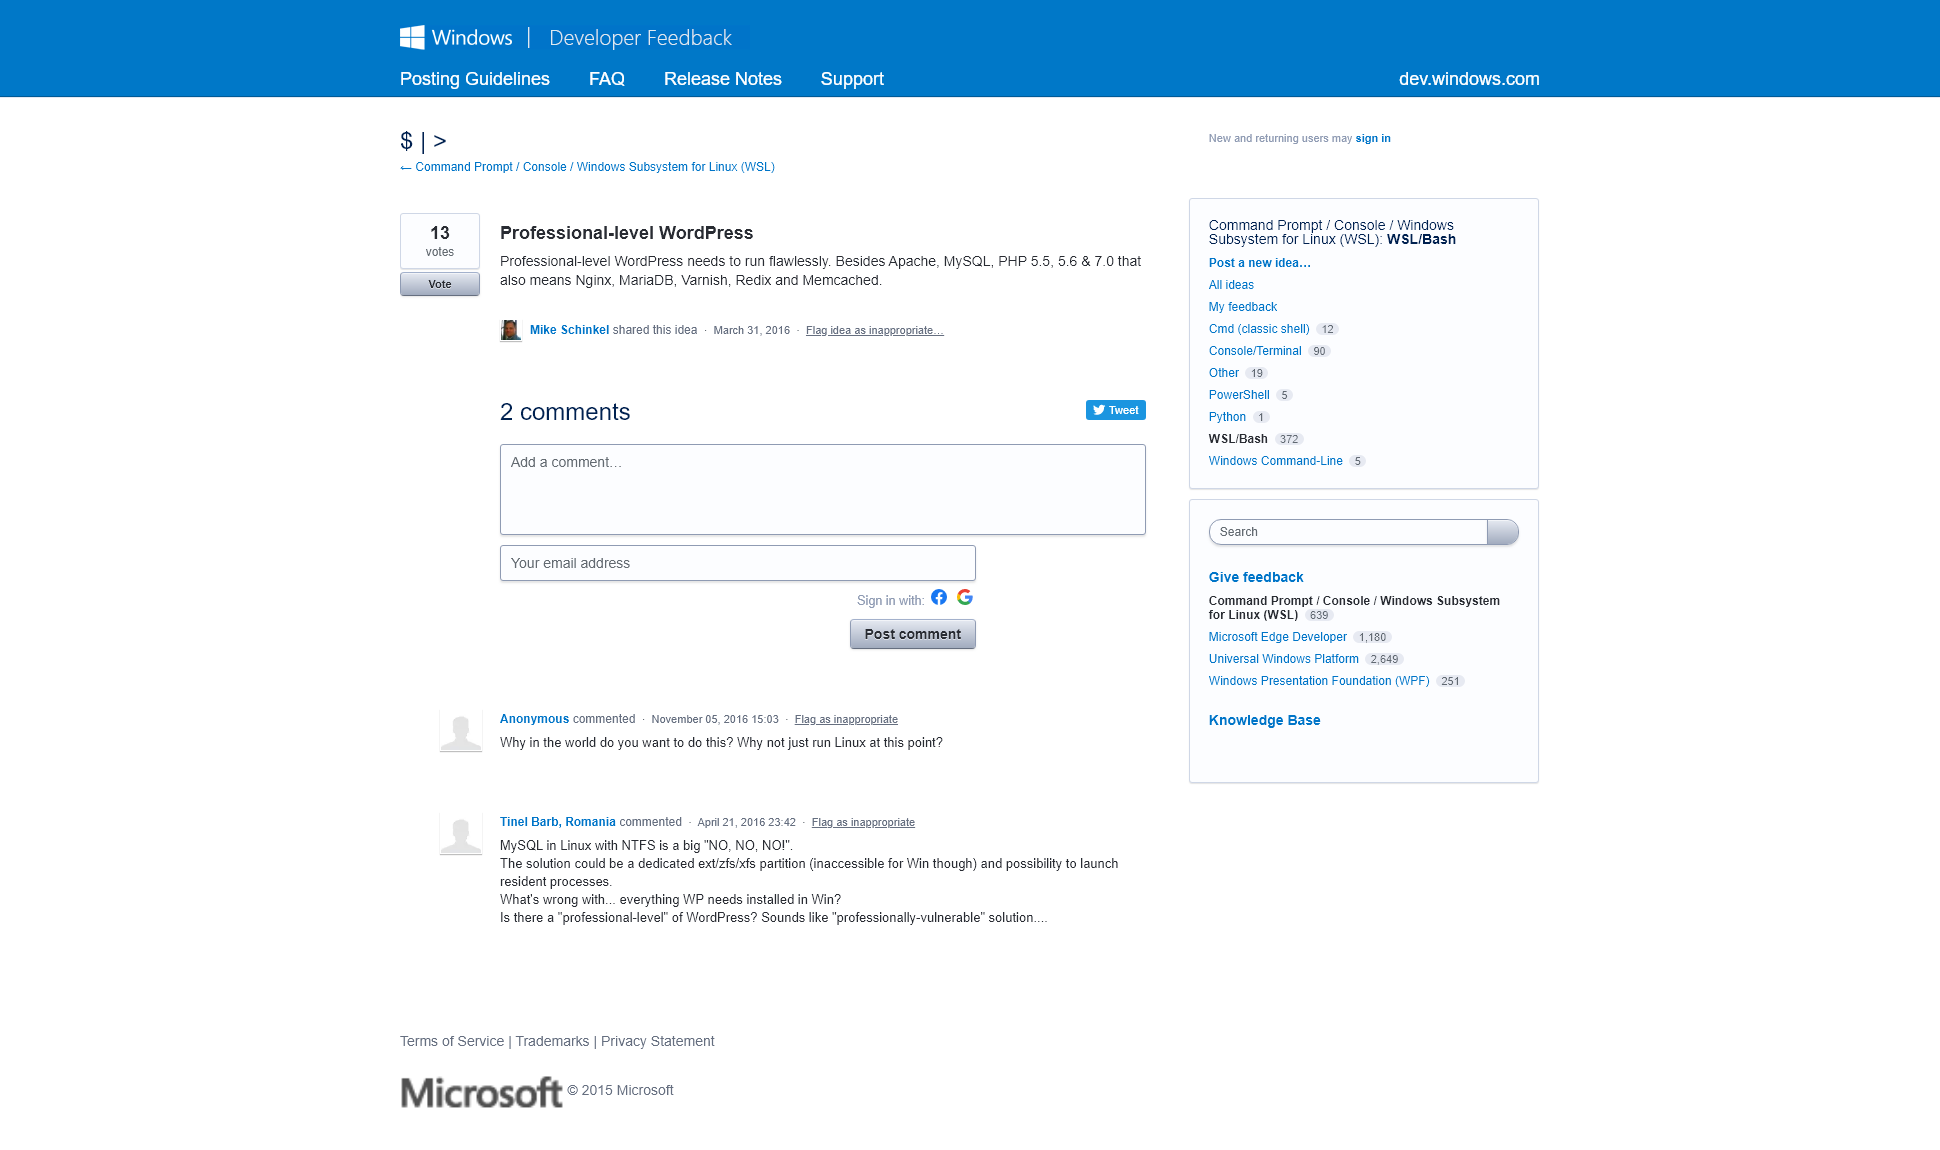 Windows | Developer Feedback
Posting Guidelines FAQ Release Notes Support dev.windows.com
$ | >
← Command Prompt / Console / Windows Subsystem for Linux (WSL)
13
votes
Vote
Professional-level WordPress
Professional-level WordPress needs to run flawlessly. Besides Apache, MySQL, PHP 5.5, 5.6 & 7.0 that
also means Nginx, MariaDB, Varnish, Redix and Memcached.
Mike Schinkel shared this idea · March 31, 2016 · Flag idea as inappropriate…
2 comments
Tweet
Add a comment…
Your email address
Sign in with:
Post comment
Anonymous commented · November 05, 2016 15:03 · Flag as inappropriate
Why in the world do you want to do this? Why not just run Linux at this point?
Tinel Barb, Romania commented · April 21, 2016 23:42 · Flag as inappropriate
MySQL in Linux with NTFS is a big "NO, NO, NO!".
The solution could be a dedicated ext/zfs/xfs partition (inaccessible for Win though) and possibility to launch
resident processes.
What's wrong with... everything WP needs installed in Win?
Is there a "professional-level" of WordPress? Sounds like "professionally-vulnerable" solution....
New and returning users may sign in
Command Prompt / Console / Windows
Subsystem for Linux (WSL): WSL/Bash
Post a new idea…
All ideas
My feedback
Cmd (classic shell) 12
Console/Terminal 90
Other 19
PowerShell 5
Python 1
WSL/Bash 372
Windows Command-Line 5
Search
Give feedback
Command Prompt / Console / Windows Subsystem
for Linux (WSL) 639
Microsoft Edge Developer 1,180
Universal Windows Platform 2,649
Windows Presentation Foundation (WPF) 251
Knowledge Base
Terms of Service | Trademarks | Privacy Statement
Microsoft © 2015 Microsoft